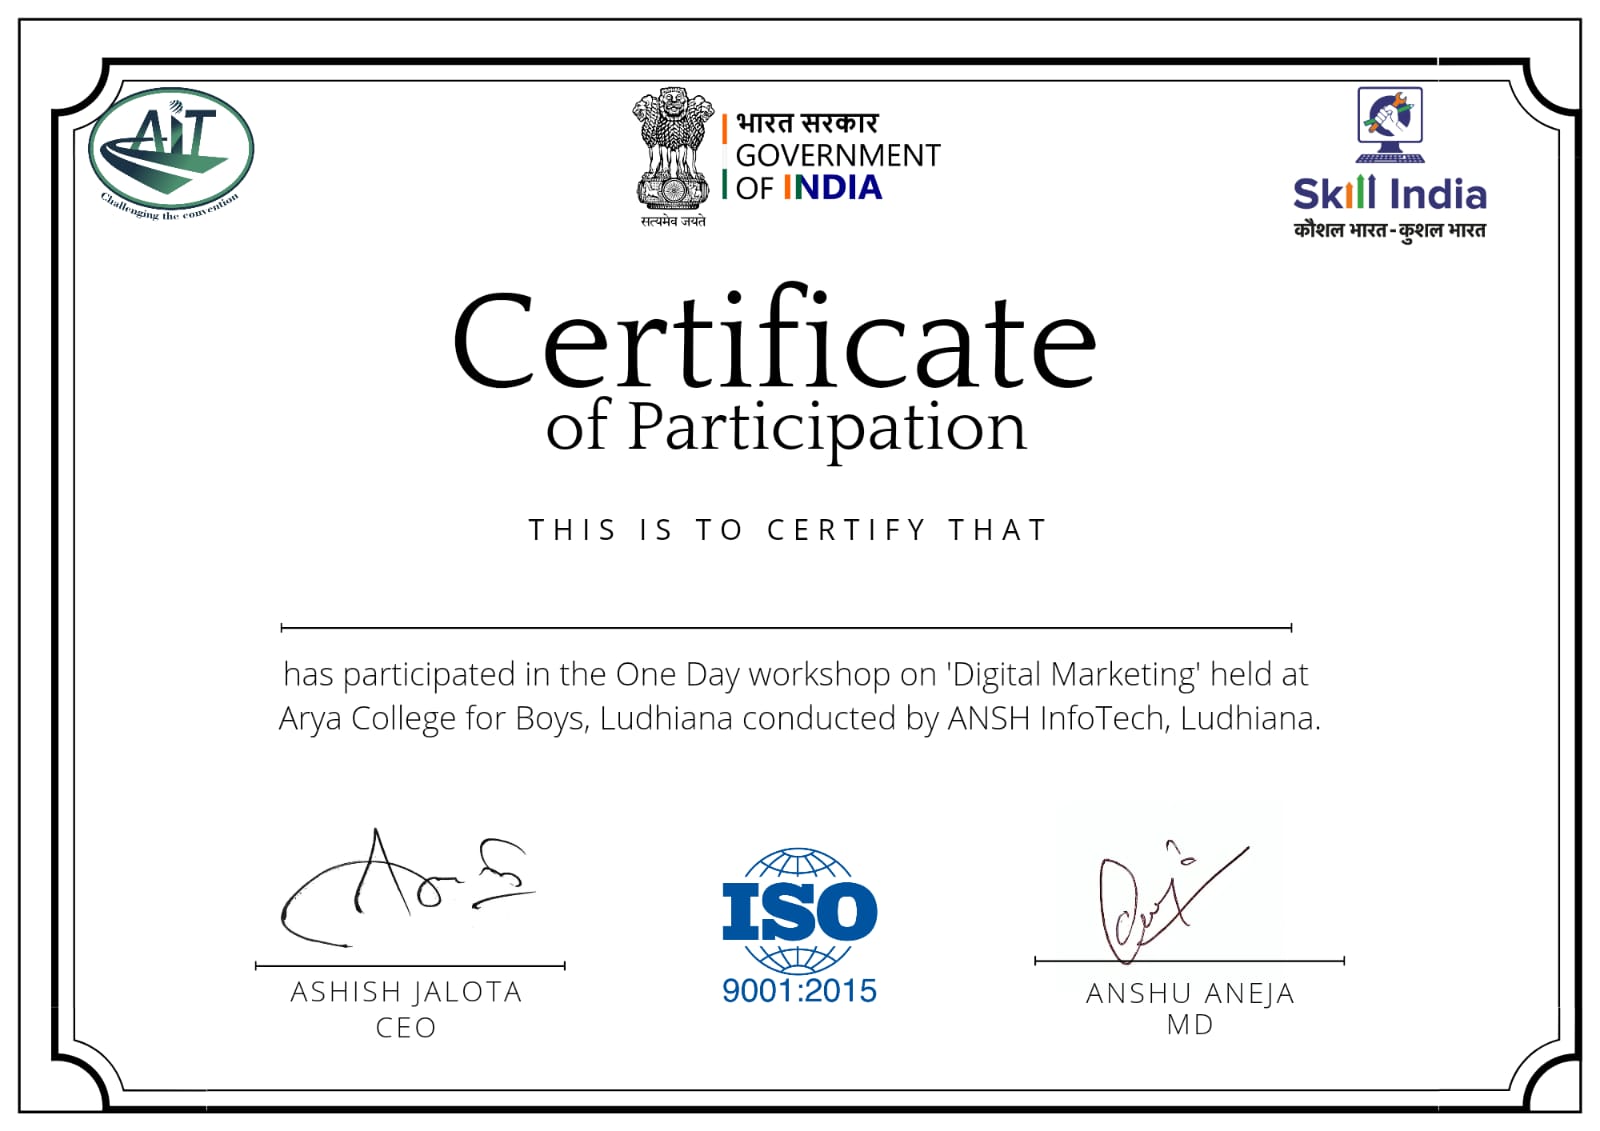 AiT
Challenging the convention
भारत सरकार
GOVERNMENT
OF INDIA
सत्यमेव जयते
Skill India
कौशल भारत - कुशल भारत
Certificate
of Participation
THIS IS TO CERTIFY THAT
has participated in the One Day workshop on 'Digital Marketing' held at
Arya College for Boys, Ludhiana conducted by ANSH InfoTech, Ludhiana.
ISO
9001:2015
ASHISH JALOTA
CEO
ANSHU ANEJA
MD